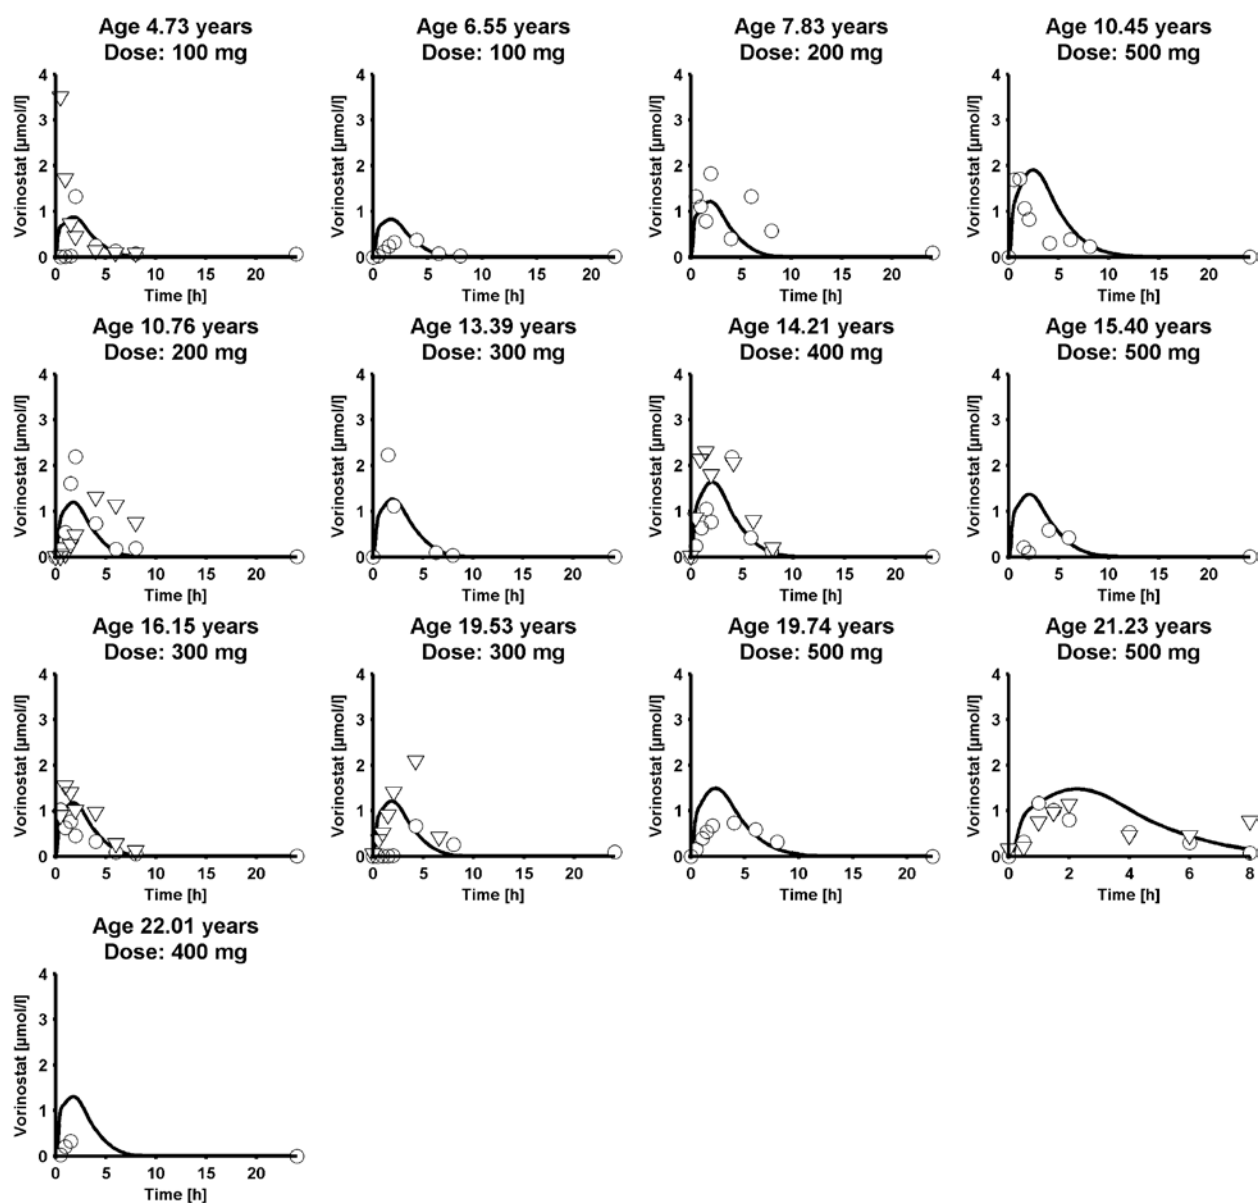 Age 4.73 years
Dose: 100 mg
Vorinostat [µmol/l]
4
3
2
1
0
0 5 10 15 20
Time [h]
Age 6.55 years
Dose: 100 mg
Vorinostat [µmol/l]
4
3
2
1
0
0 5 10 15 20
Time [h]
Age 7.83 years
Dose: 200 mg
Vorinostat [µmol/l]
4
3
2
1
0
0 5 10 15 20
Time [h]
Age 10.45 years
Dose: 500 mg
Vorinostat [µmol/l]
4
3
2
1
0
0 5 10 15 20
Time [h]
Age 10.76 years
Dose: 200 mg
Vorinostat [µmol/l]
4
3
2
1
0
0 5 10 15 20
Time [h]
Age 13.39 years
Dose: 300 mg
Vorinostat [µmol/l]
4
3
2
1
0
0 5 10 15 20
Time [h]
Age 14.21 years
Dose: 400 mg
Vorinostat [µmol/l]
4
3
2
1
0
0 5 10 15 20
Time [h]
Age 15.40 years
Dose: 500 mg
Vorinostat [µmol/l]
4
3
2
1
0
0 5 10 15 20
Time [h]
Age 16.15 years
Dose: 300 mg
Vorinostat [µmol/l]
4
3
2
1
0
0 5 10 15 20
Time [h]
Age 19.53 years
Dose: 300 mg
Vorinostat [µmol/l]
4
3
2
1
0
0 5 10 15 20
Time [h]
Age 19.74 years
Dose: 500 mg
Vorinostat [µmol/l]
4
3
2
1
0
0 5 10 15 20
Time [h]
Age 21.23 years
Dose: 500 mg
Vorinostat [µmol/l]
4
3
2
1
0
0 2 4 6 8
Time [h]
Age 22.01 years
Dose: 400 mg
Vorinostat [µmol/l]
4
3
2
1
0
0 5 10 15 20
Time [h]